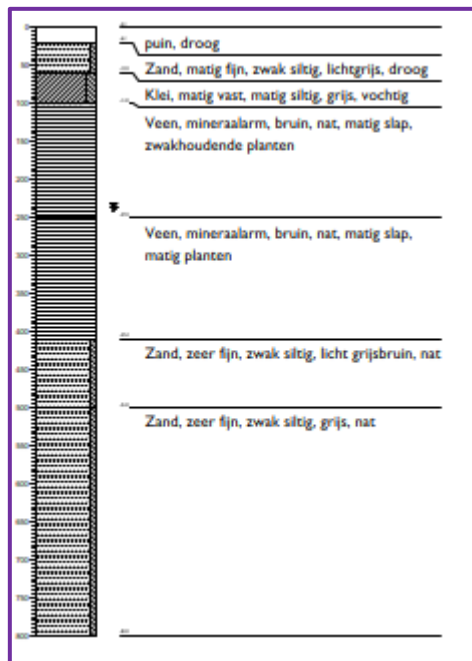 0
puin, droog
50
Zand, matig fijn, zwak siltig, lichtgrijs, droog
Klei, matig vast, matig siltig, grijs, vochtig
100
Veen, mineraalarm, bruin, nat, matig slap,
zwakhoudende planten
150
200
250
Veen, mineraalarm, bruin, nat, matig slap,
matig planten
300
350
400
Zand, zeer fijn, zwak siltig, licht grijsbruin, nat
450
500
Zand, zeer fijn, zwak siltig, grijs, nat
550
600
650
700
750
800